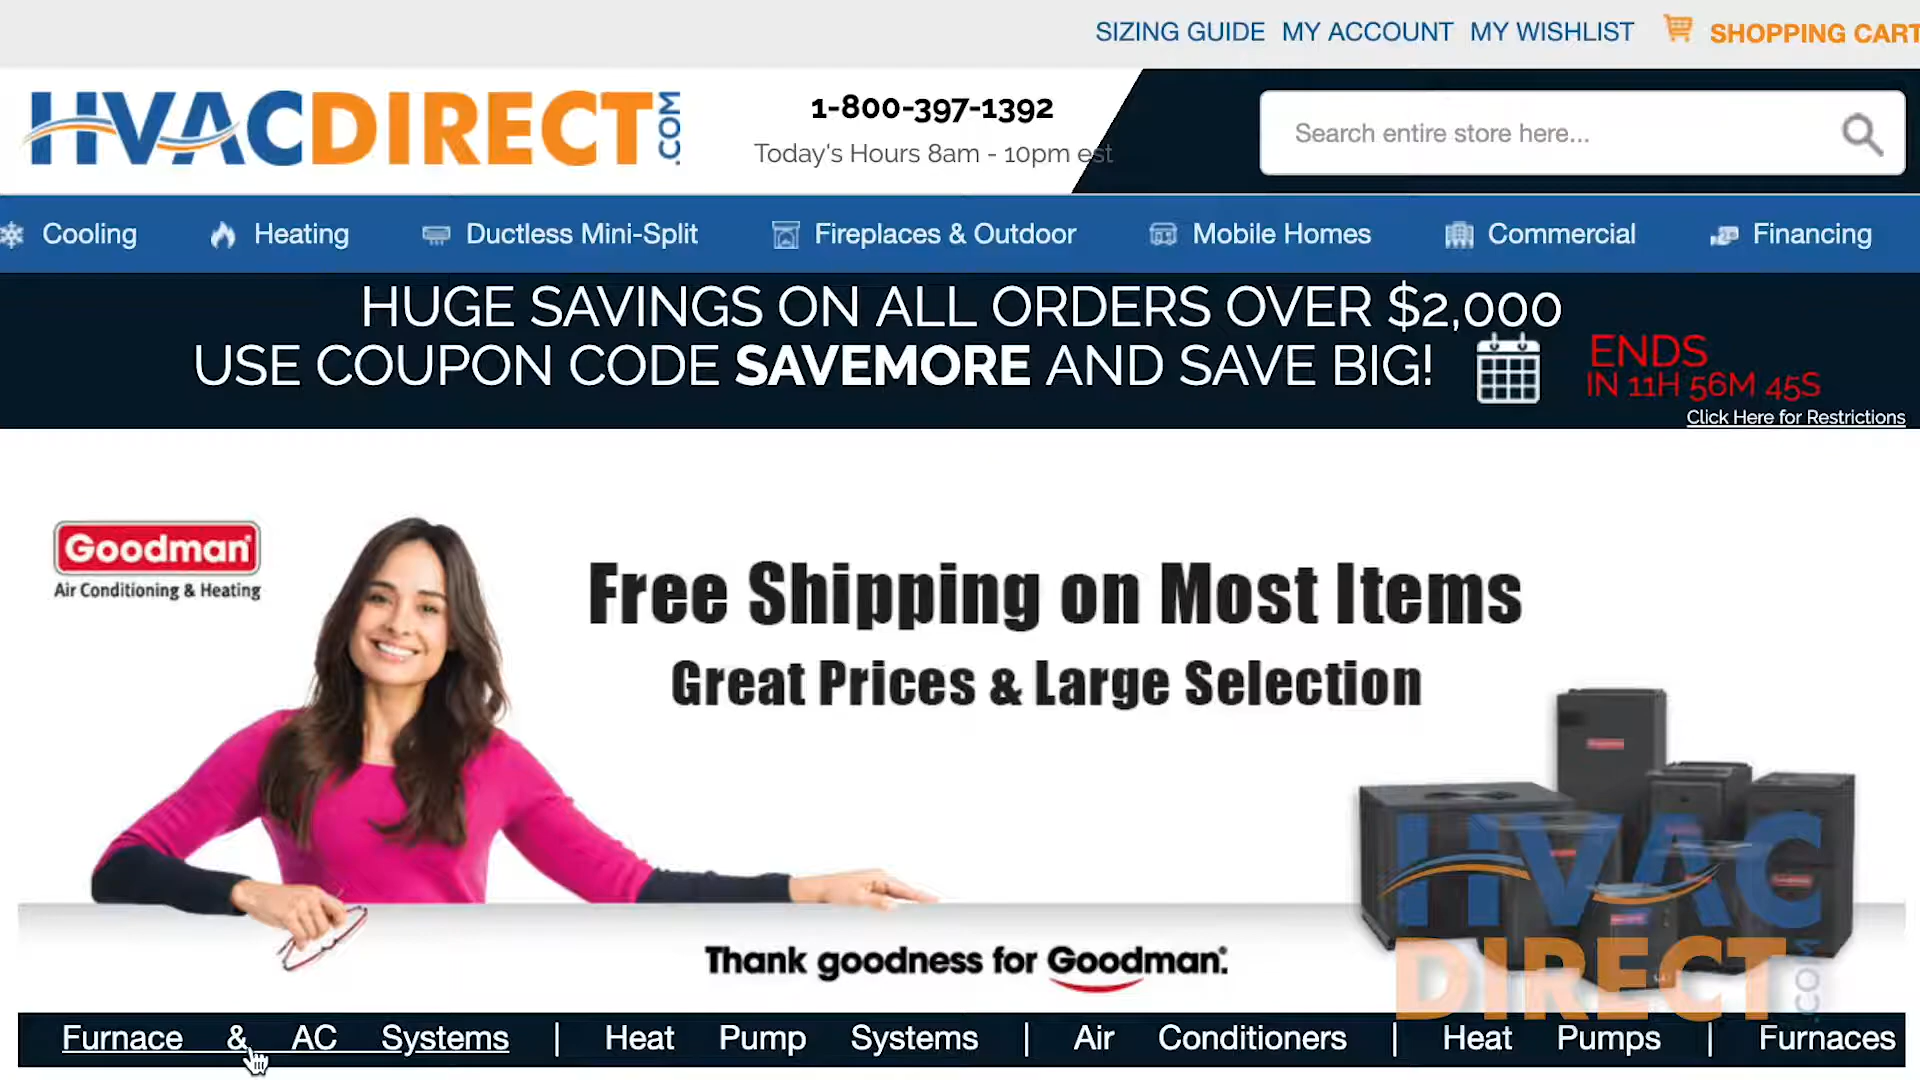 SIZING GUIDE MY ACCOUNT MY WISHLIST SHOPPING CART
HVACDIRECT.COM
1-800-397-1392
Today's Hours 8am - 10pm est
Search entire store here...
Cooling Heating Ductless Mini-Split Fireplaces & Outdoor Mobile Homes Commercial Financing
HUGE SAVINGS ON ALL ORDERS OVER $2,000
USE COUPON CODE SAVEMORE AND SAVE BIG!
ENDS
IN 11H 56M 45S
Click Here for Restrictions
Goodman
Air Conditioning & Heating
Free Shipping on Most Items
Great Prices & Large Selection
Thank goodness for Goodman.
HVAC
DIRECT.COM
Furnace & AC Systems | Heat Pump Systems | Air Conditioners | Heat Pumps | Furnaces